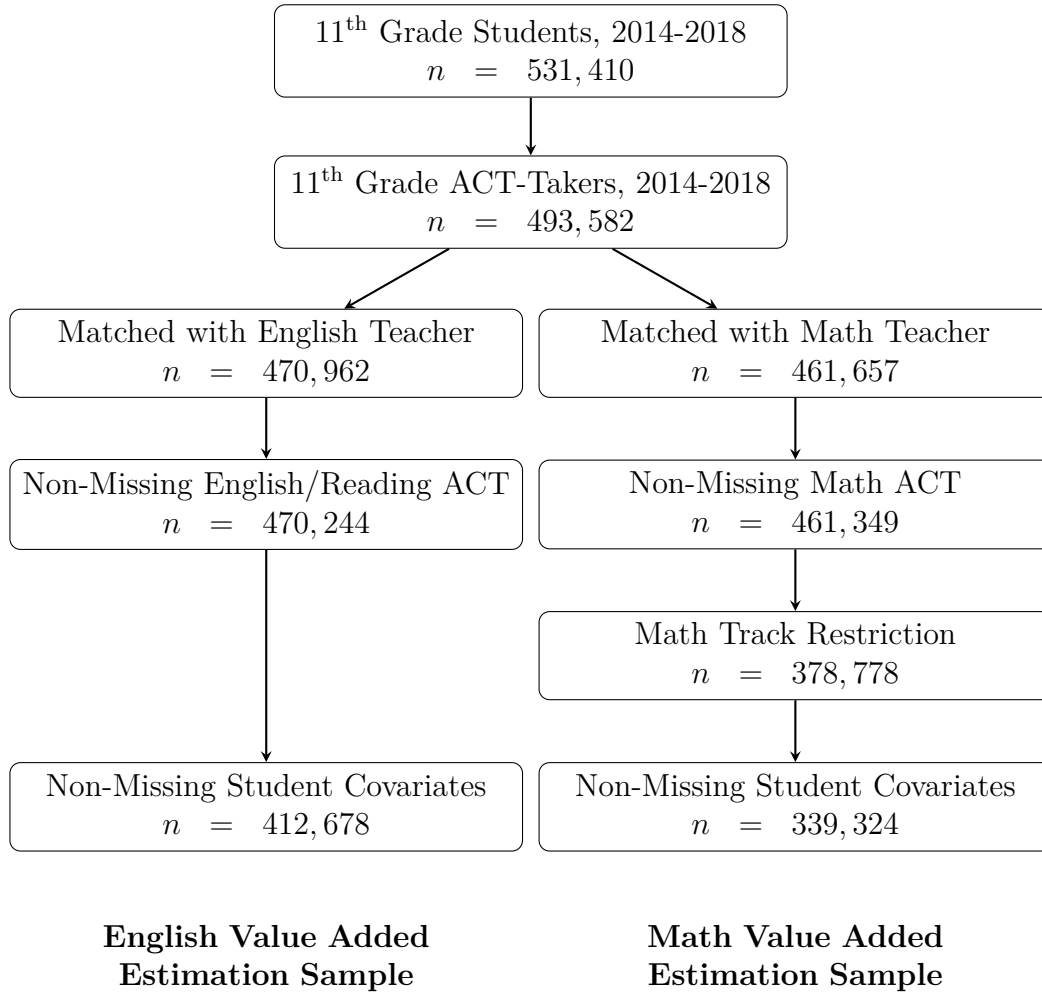 11th Grade Students, 2014-2018
n = 531, 410
11th Grade ACT-Takers, 2014-2018
n = 493, 582
Matched with English Teacher
n = 470, 962
Matched with Math Teacher
n = 461, 657
Non-Missing English/Reading ACT
n = 470, 244
Non-Missing Math ACT
n = 461, 349
Math Track Restriction
n = 378, 778
Non-Missing Student Covariates
n = 412, 678
Non-Missing Student Covariates
n = 339, 324
English Value Added
Estimation Sample
Math Value Added
Estimation Sample